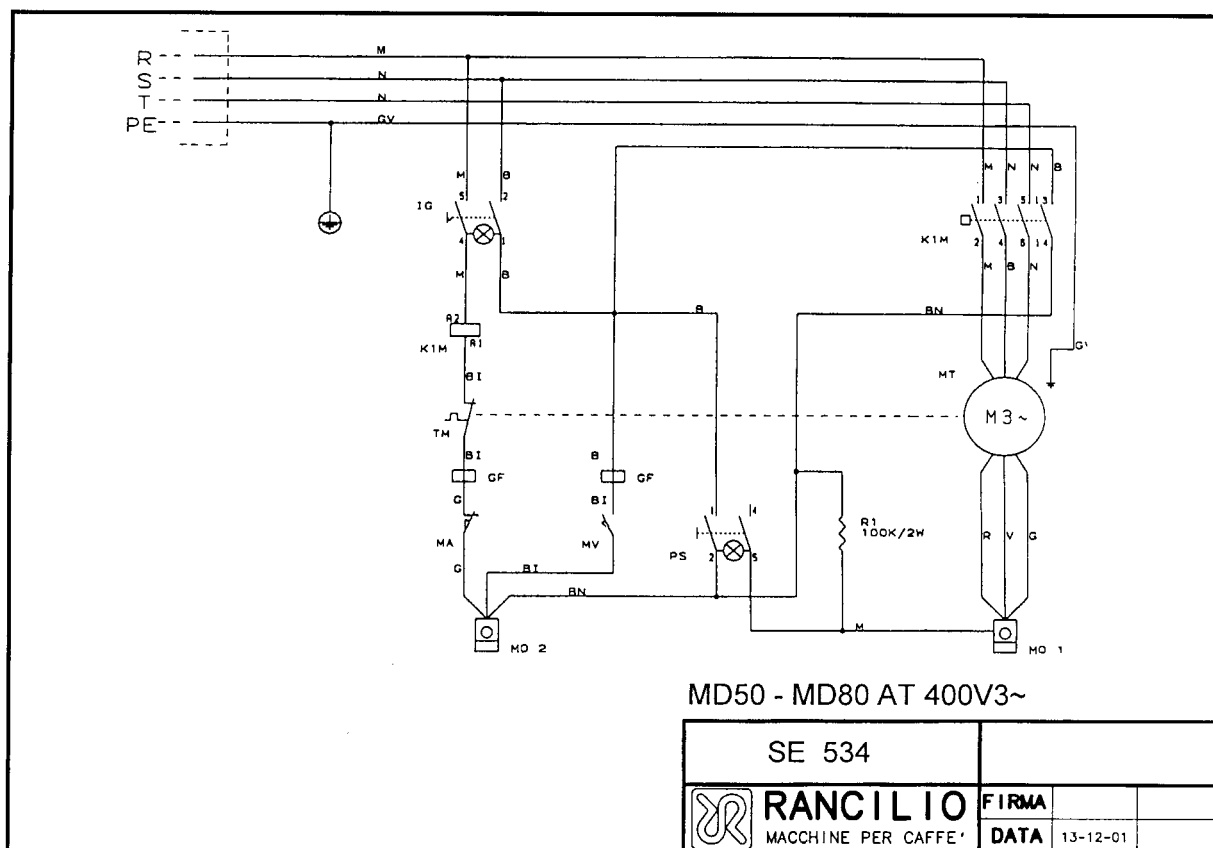 R
M
S
N
T
N
PE
GV
M
B
M
N
N
B
5
2
1
3
5
13
IG
K1M
4
1
2
4
6
14
M
B
M
B
N
A2
B
BN
K1M
A1
G
BI
MT
M3~
TM
BI
B
GF
GF
G
BI
1
4
R1
100K/2W
R
V
G
MA
MV
PS
2
5
G
BI
BN
M
MO 2
MO 1
MD50 - MD80 AT 400V3~
SE 534
RANCILIO
FIRMA
MACCHINE PER CAFFE'
DATA
13-12-01